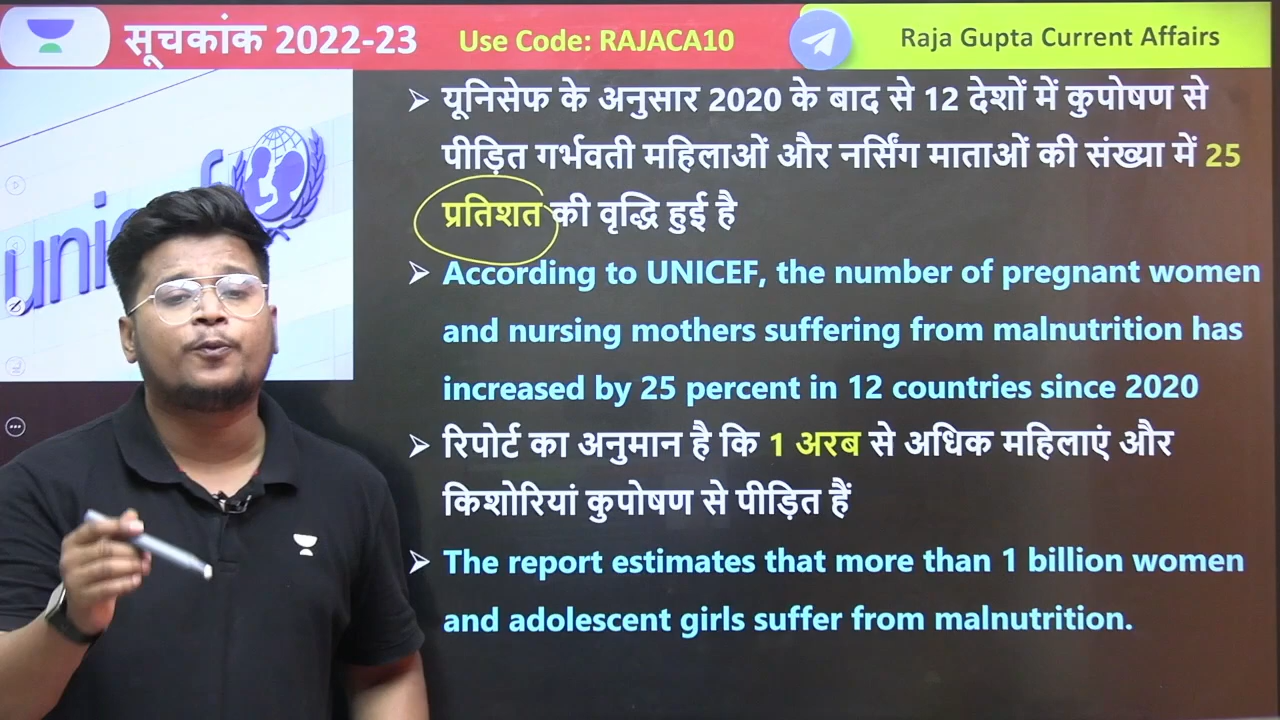 सूचकांक 2022-23
Use Code: RAJACA10
Raja Gupta Current Affairs
unicef
➢ यूनिसेफ के अनुसार 2020 के बाद से 12 देशों में कुपोषण से
पीड़ित गर्भवती महिलाओं और नर्सिंग माताओं की संख्या में 25
प्रतिशत की वृद्धि हुई है
➢ According to UNICEF, the number of pregnant women
and nursing mothers suffering from malnutrition has
increased by 25 percent in 12 countries since 2020
➢ रिपोर्ट का अनुमान है कि 1 अरब से अधिक महिलाएं और
किशोरियां कुपोषण से पीड़ित हैं
➢ The report estimates that more than 1 billion women
and adolescent girls suffer from malnutrition.